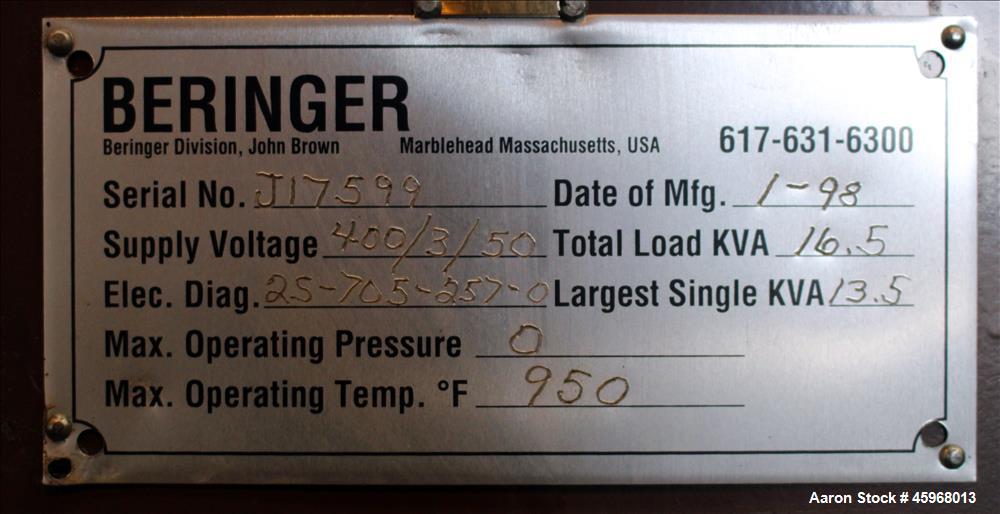 BERINGER
Beringer Division, John Brown Marblehead Massachusetts, USA 617-631-6300
Serial No. J17599 Date of Mfg. 1-98
Supply Voltage 400/3/50 Total Load KVA 16.5
Elec. Diag. 25-705-257-0 Largest Single KVA 13.5
Max. Operating Pressure 0
Max. Operating Temp. °F 950
Aaron Stock # 45968013